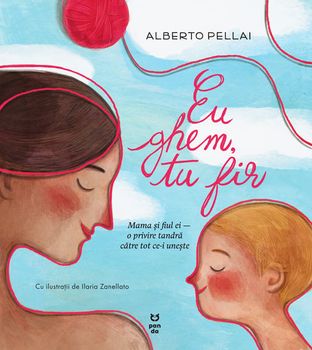 ALBERTO PELLAI
Eu
ghem,
tu fir
Mama și fiul ei —
o privire tandră
către tot ce-i unește
Cu ilustrații de Ilaria Zanellato
pan
da